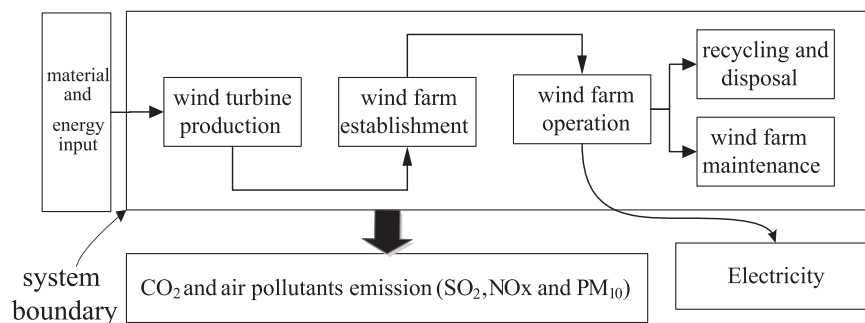 material
and
energy
input
wind turbine
production
wind farm
establishment
wind farm
operation
recycling and
disposal
wind farm
maintenance
system
boundary
CO₂ and air pollutants emission (SO₂,NOx and PM₁₀)
Electricity